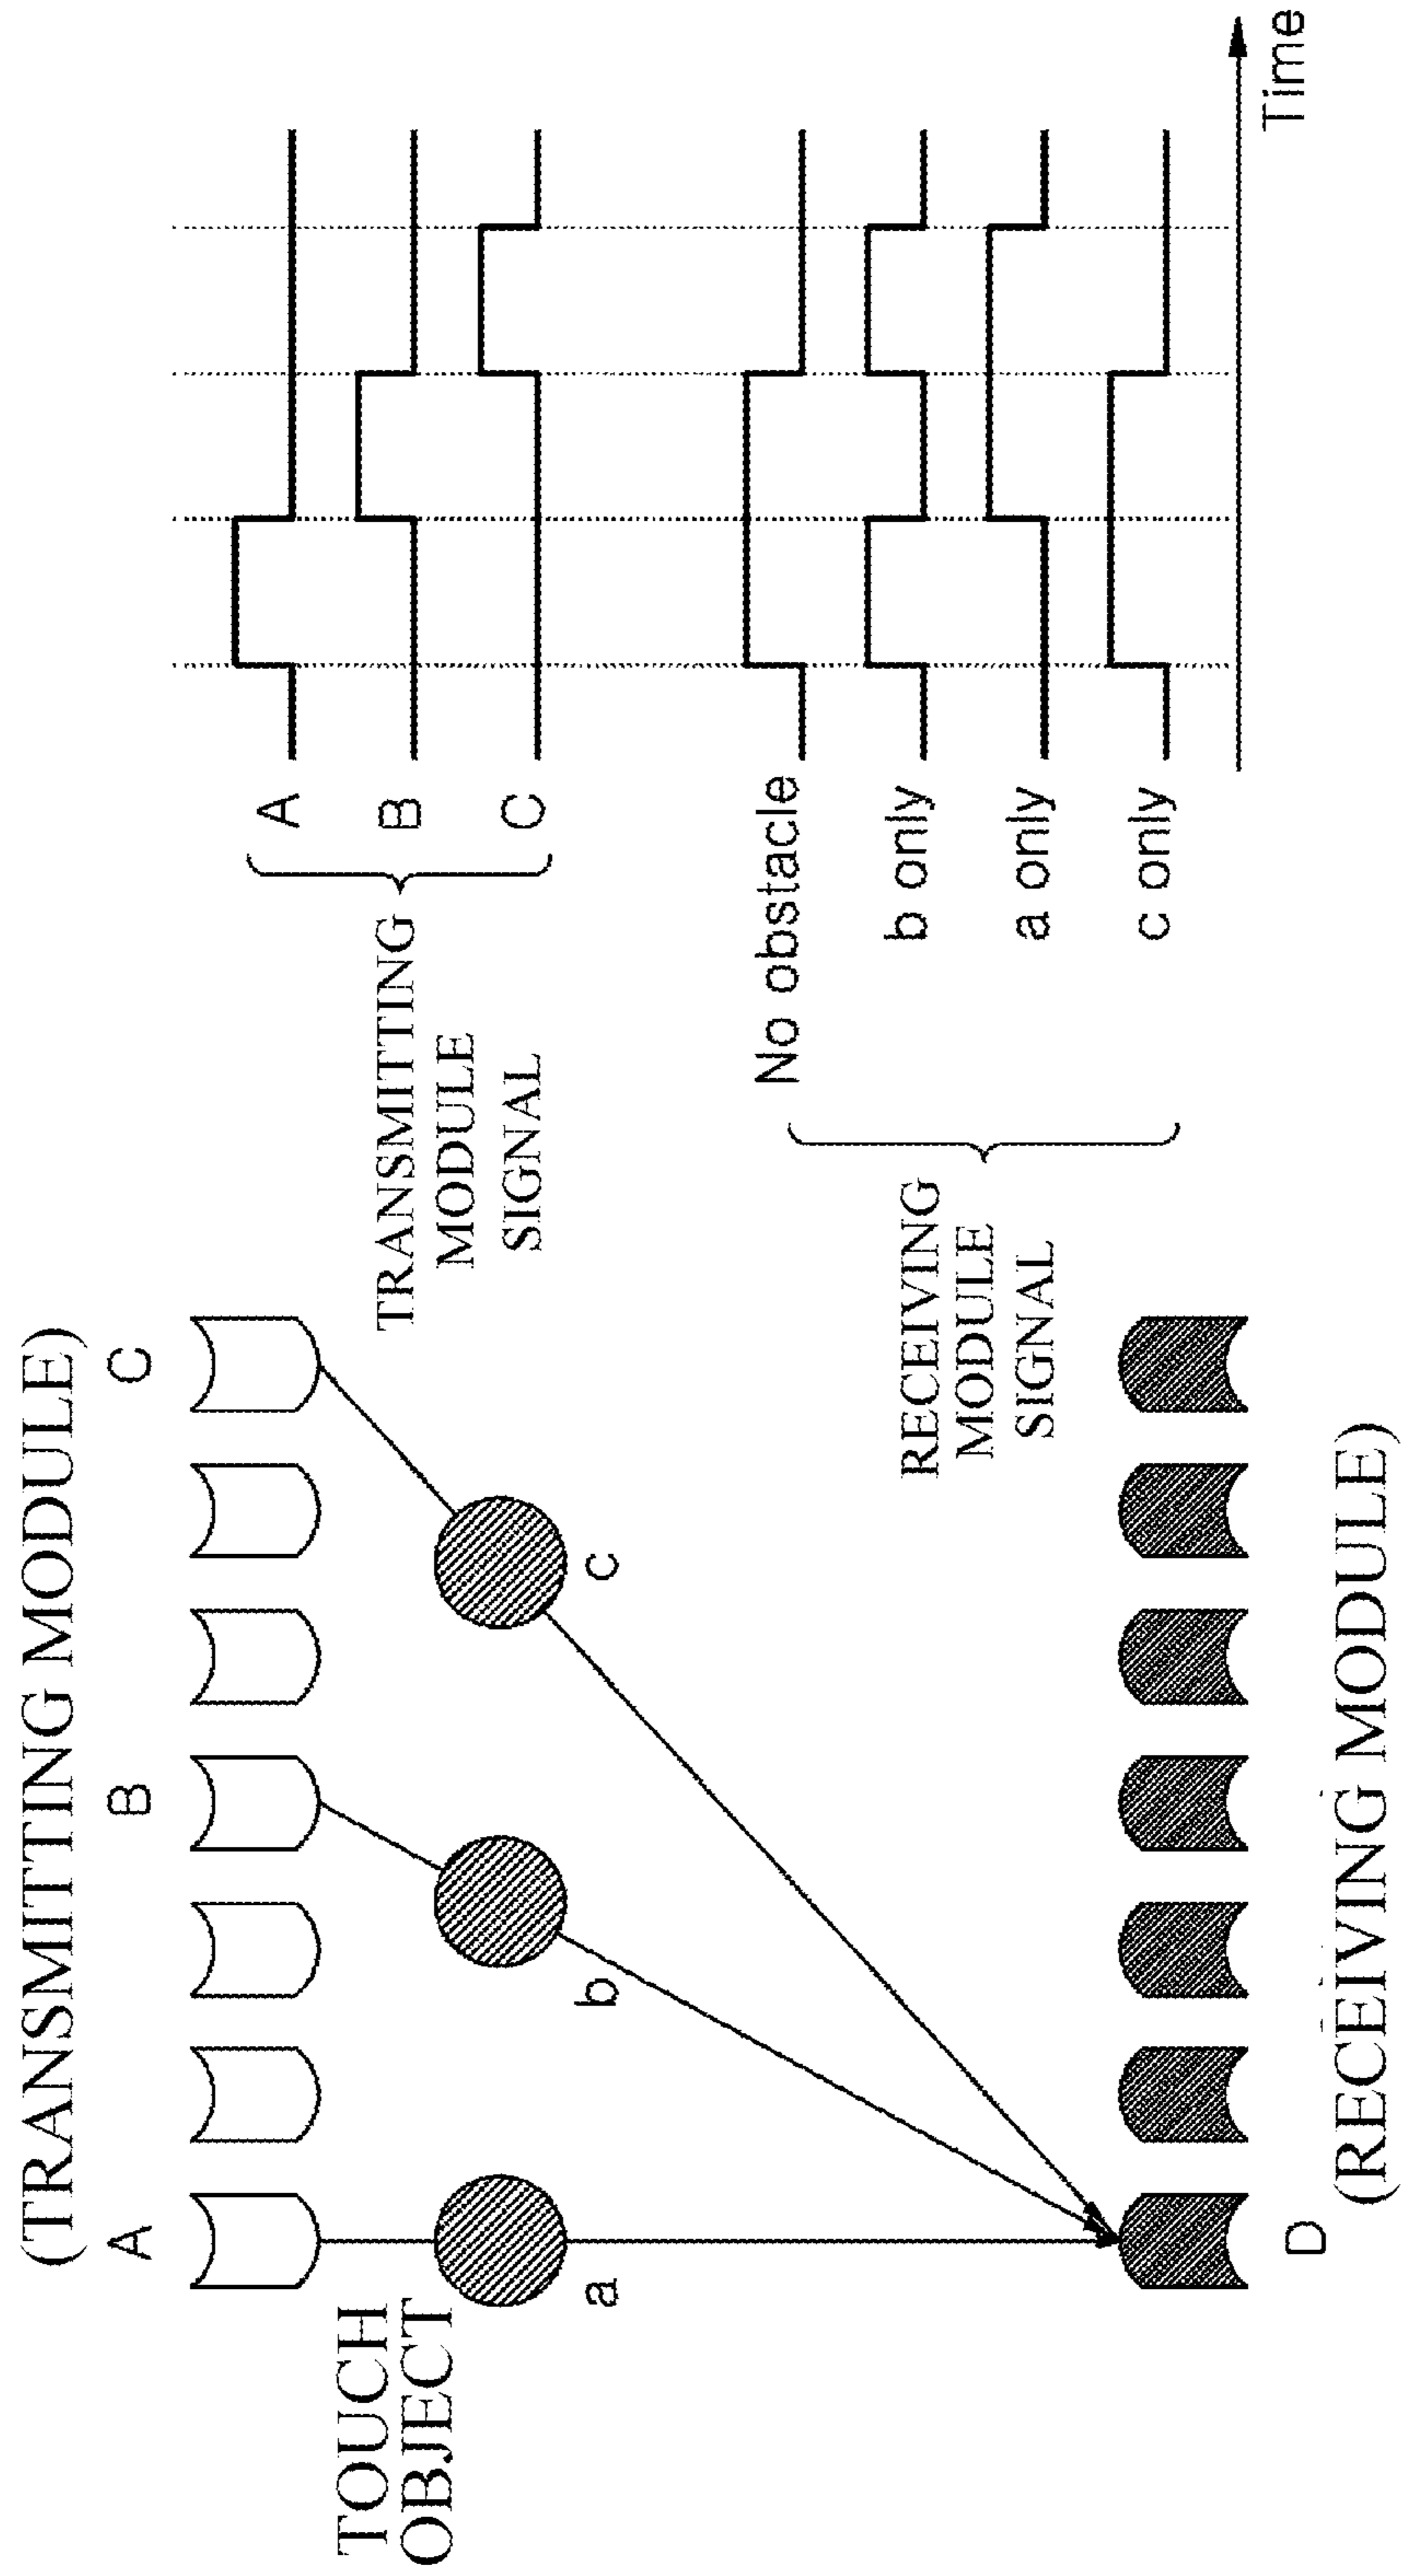 (TRANSMITTING MODULE)
A
B
C
TOUCH
OBJECT
a
b
c
D
(RECEIVING MODULE)
TRANSMITTING
MODULE
SIGNAL
A
B
C
RECEIVING
MODULE
SIGNAL
No obstacle
b only
a only
c only
Time